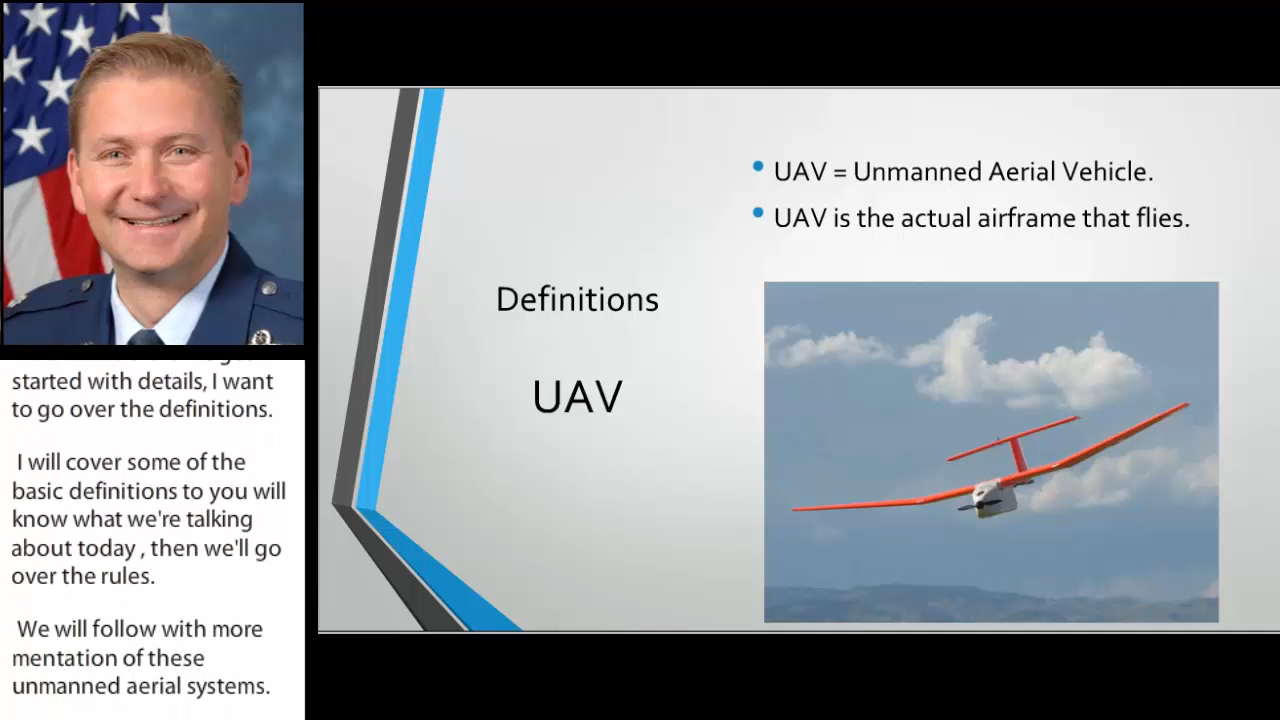 started with details, I want
to go over the definitions.
I will cover some of the
basic definitions to you will
know what we're talking
about today , then we'll go
over the rules.
We will follow with more
mentation of these
unmanned aerial systems.
Definitions
UAV
UAV = Unmanned Aerial Vehicle.
UAV is the actual airframe that flies.